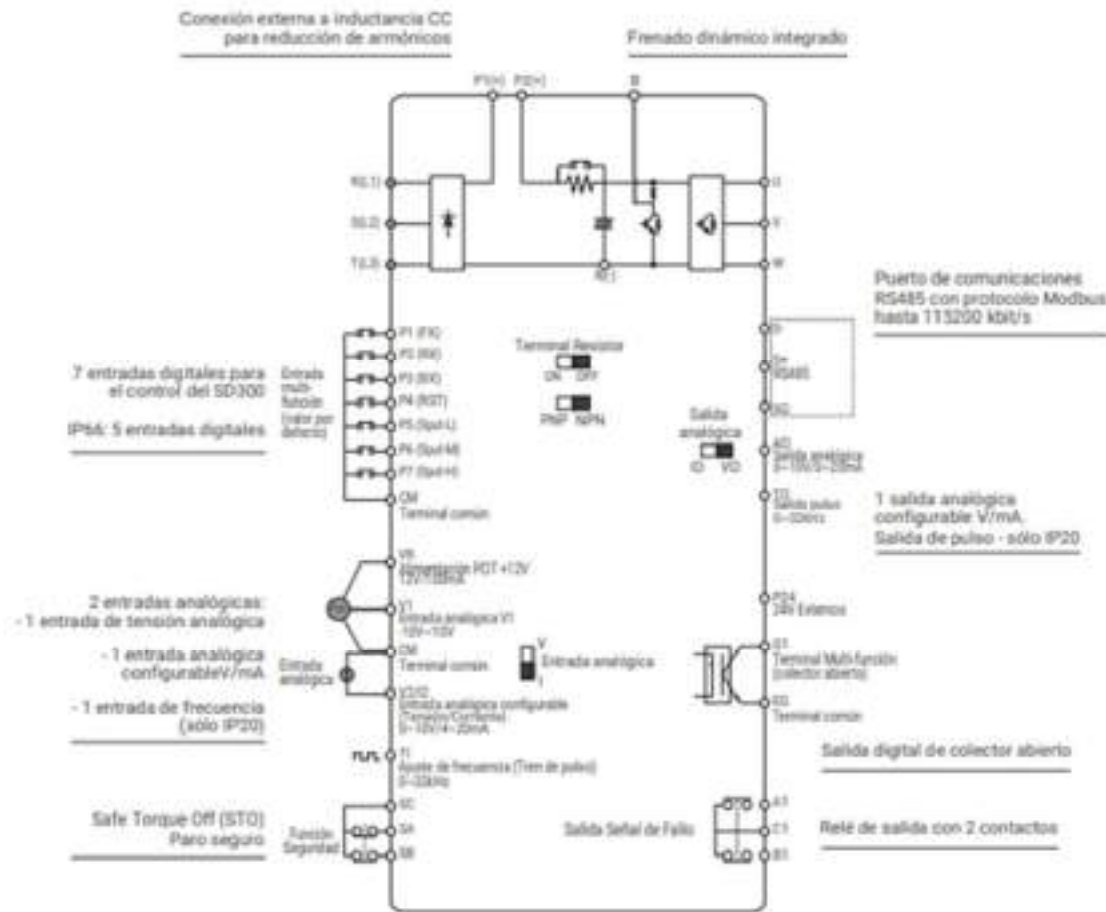 Conexión externa a inductancia CC
para reducción de armónicos
Frenado dinámico integrado
P1(+) P2(+) B
R(L1)
S(L2)
T(L3)
N(-)
U
V
W
Puerto de comunicaciones
RS485 con protocolo Modbus
hasta 115200 kbit/s
7 entradas digitales para
el control del SD300
IP66: 5 entradas digitales
Entrada
multi-
función
(valor por
defecto)
P1 (FX)
P2 (RX)
P3 (BX)
P4 (RST)
P5 (Spd-L)
P6 (Spd-M)
P7 (Spd-H)
CM
Terminal común
Terminal Resistor
ON OFF
PNP NPN
Salida
analógica
IO VO
S-
S+
RS485
SG
AO
Salida analógica
0~10V/0~20mA
TO
Salida pulso
0~32kHz
1 salida analógica
configurable V/mA.
Salida de pulso - sólo IP20
2 entradas analógicas:
- 1 entrada de tensión analógica
- 1 entrada analógica
configurableV/mA
- 1 entrada de frecuencia
(sólo IP20)
Entrada
analógica
VR
Alimentación POT +12V
12V/100mA
V1
Entrada analógica V1
-10V~10V
CM
Terminal común
V2/I2
Entrada analógica configurable
(Tensión/Corriente)
0~10V/4~20mA
TI
Ajuste de frecuencia (Tren de pulso)
0~32kHz
V
Entrada analógica
I
P24
24V Externos
Q1
Terminal Multi-función
(colector abierto)
EG
Terminal común
Salida digital de colector abierto
Safe Torque Off (STO)
Paro seguro
Función
Seguridad
SC
SA
SB
Salida Señal de Fallo
A1
C1
B1
Relé de salida con 2 contactos